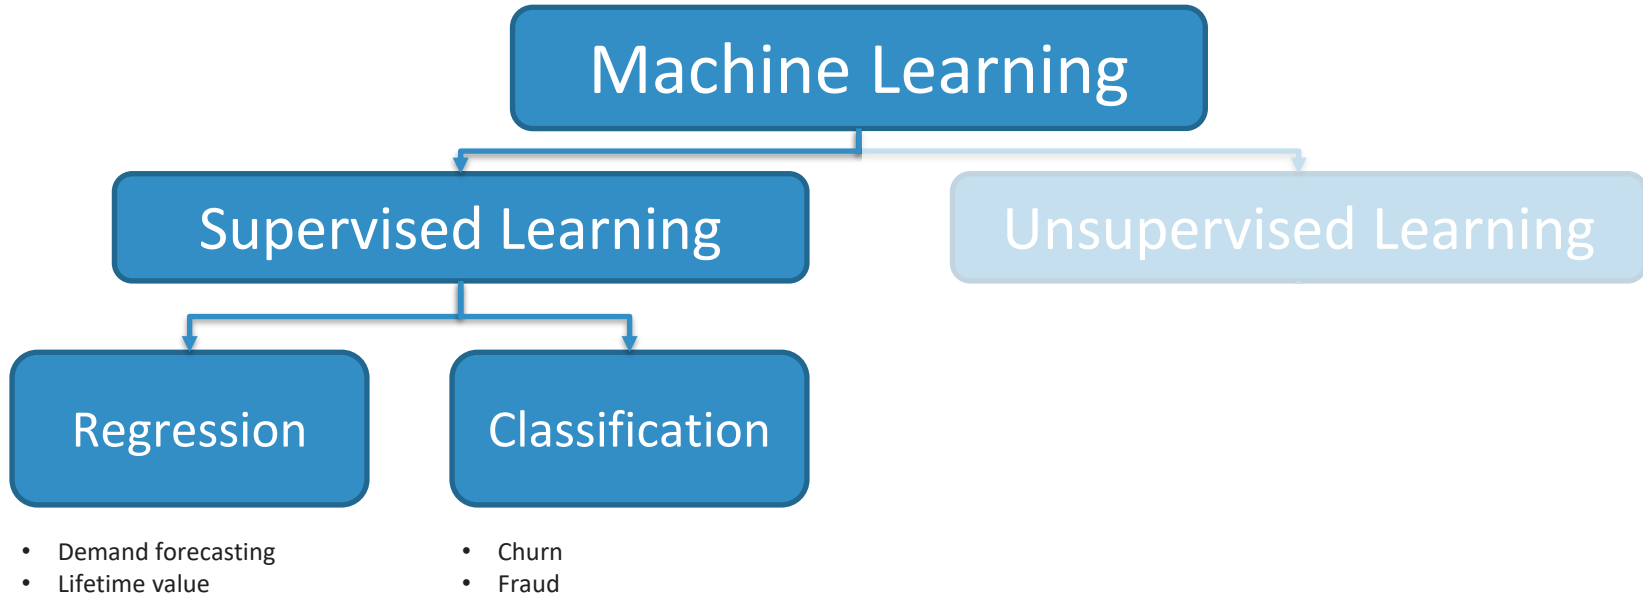 Machine Learning
Supervised Learning
Unsupervised Learning
Regression
Classification
• Demand forecasting
• Lifetime value
• Churn
• Fraud